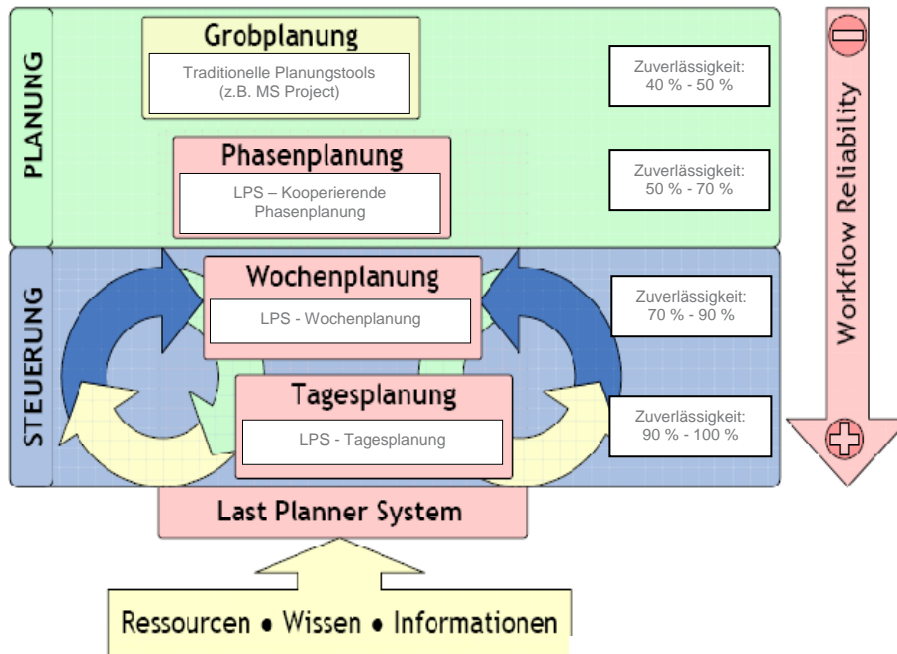 PLANUNG
Grobplanung
Traditionelle Planungstools
(z.B. MS Project)
Zuverlässigkeit:
40 % - 50 %
Phasenplanung
LPS – Kooperierende
Phasenplanung
Zuverlässigkeit:
50 % - 70 %
STEUERUNG
Wochenplanung
LPS - Wochenplanung
Zuverlässigkeit:
70 % - 90 %
Tagesplanung
LPS - Tagesplanung
Zuverlässigkeit:
90 % - 100 %
Workflow Reliability
Last Planner System
Ressourcen ● Wissen ● Informationen